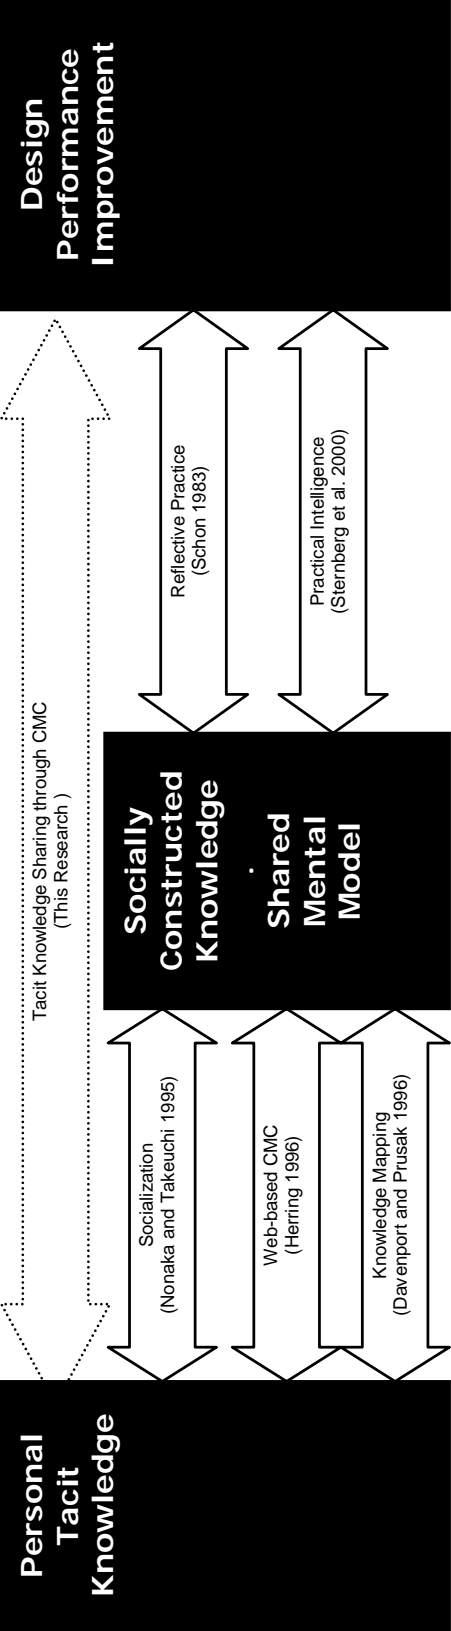 Personal
Tacit
Knowledge
Tacit Knowledge Sharing through CMC
(This Research )
Socialization
(Nonaka and Takeuchi 1995)
Web-based CMC
(Herring 1996)
Knowledge Mapping
(Davenport and Prusak 1996)
Socially
Constructed
Knowledge
.
Shared
Mental
Model
Reflective Practice
(Schon 1983)
Practical Intelligence
(Sternberg et al. 2000)
Design
Performance
Improvement